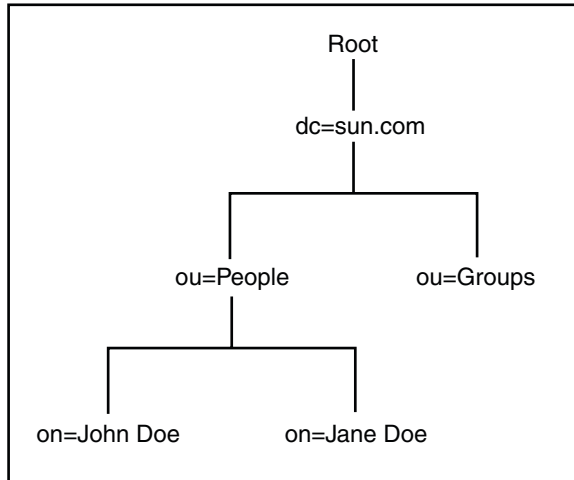 Root
dc=sun.com
ou=People
ou=Groups
on=John Doe
on=Jane Doe